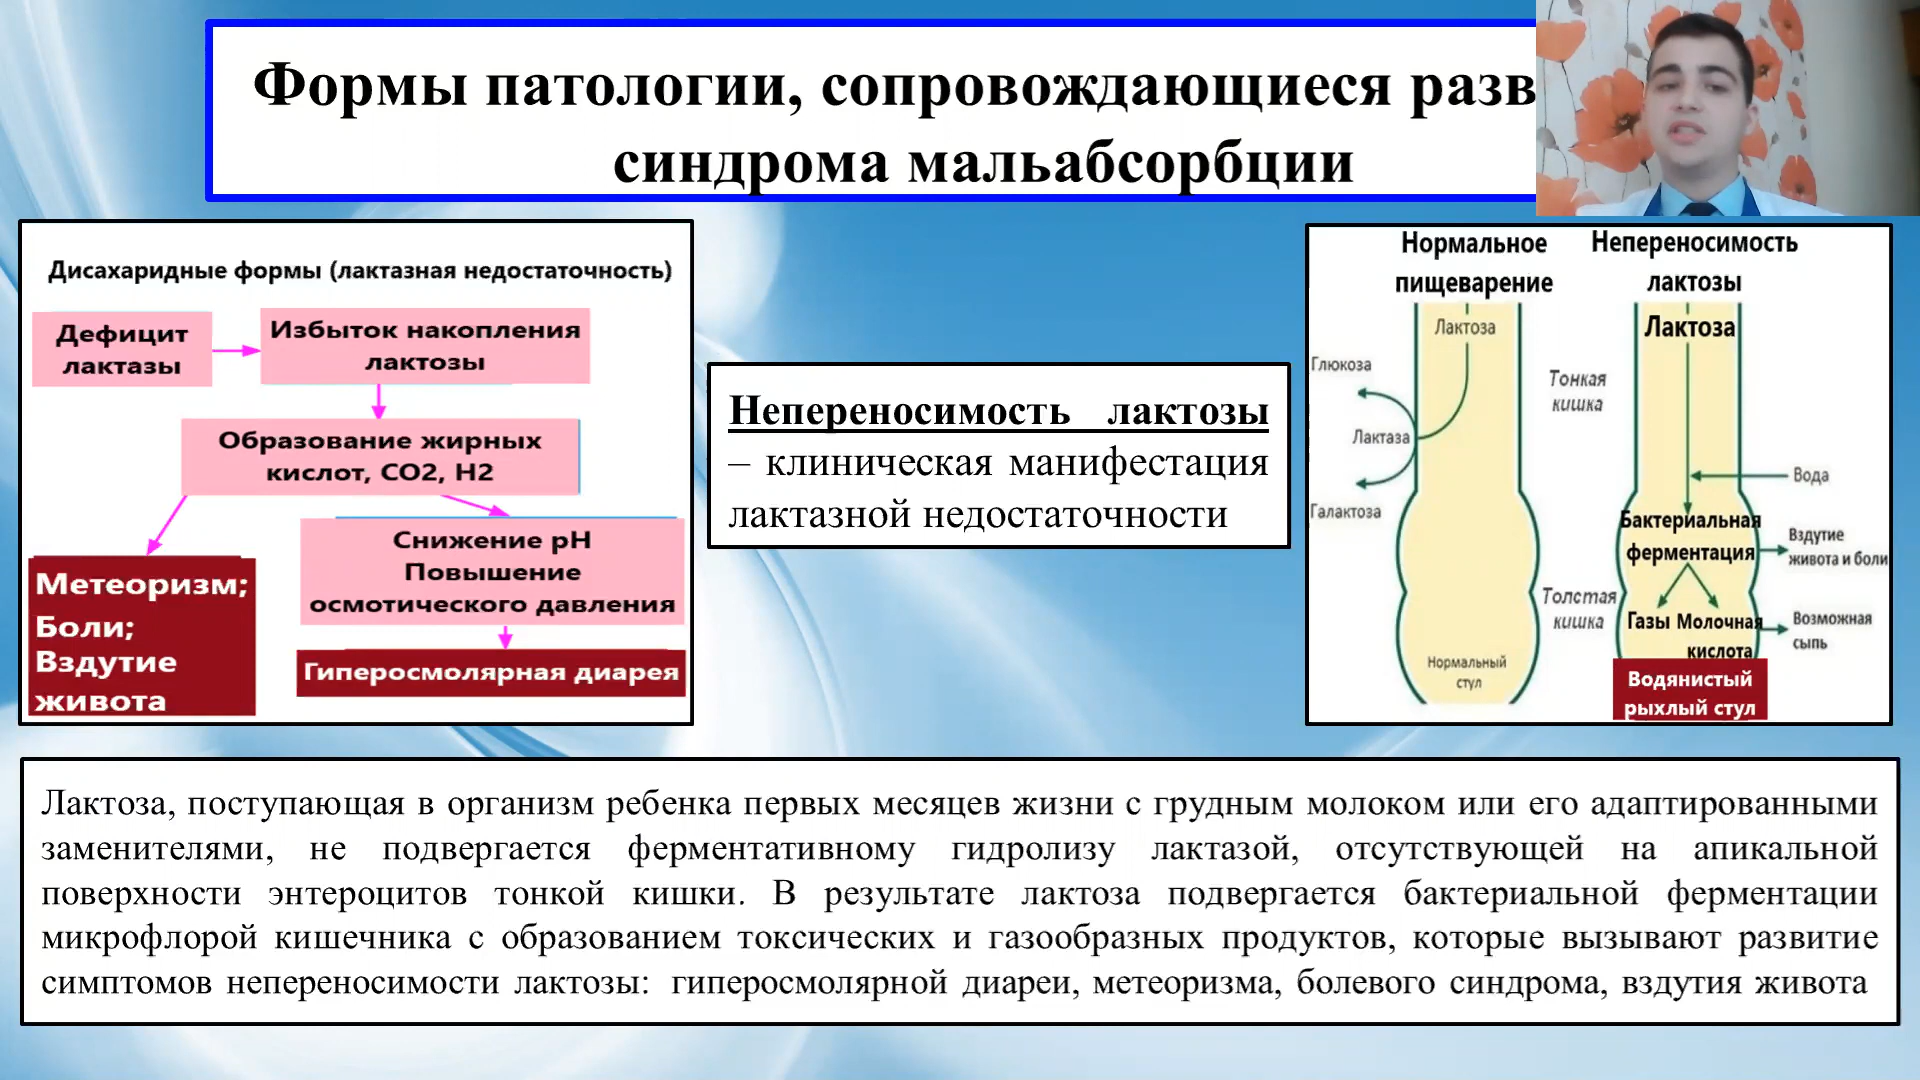 Формы патологии, сопровождающиеся разв
синдрома мальабсорбции
Дисахаридные формы (лактазная недостаточность)
Дефицит
лактазы
Избыток накопления
лактозы
Образование жирных
кислот, СО2, Н2
Метеоризм;
Боли;
Вздутие
живота
Снижение рН
Повышение
осмотического давления
Гиперосмолярная диарея
Непереносимость лактозы
– клиническая манифестация
лактазной недостаточности
Нормальное
пищеварение
Непереносимость
лактозы
Лактоза
Лактоза
Глюкоза
Тонкая
кишка
Лактаза
Вода
Галактоза
Бактериальная
ферментация
Вздутие
живота и боли
Толстая
кишка
Газы Молочная
кислота
Возможная
сыпь
Нормальный
стул
Водянистый
рыхлый стул
Лактоза, поступающая в организм ребенка первых месяцев жизни с грудным молоком или его адаптированными
заменителями, не подвергается ферментативному гидролизу лактазой, отсутствующей на апикальной
поверхности энтероцитов тонкой кишки. В результате лактоза подвергается бактериальной ферментации
микрофлорой кишечника с образованием токсических и газообразных продуктов, которые вызывают развитие
симптомов непереносимости лактозы: гиперосмолярной диареи, метеоризма, болевого синдрома, вздутия живота